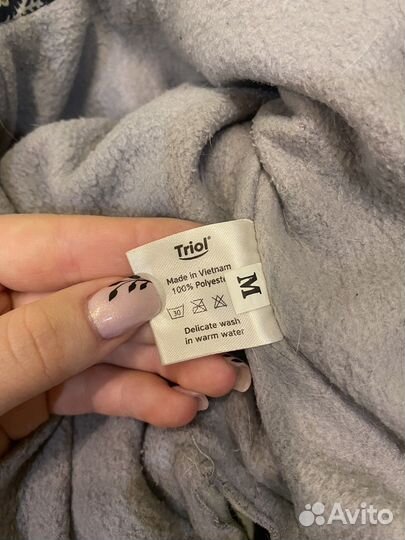 Triol®
Made in Vietnam
100% Polyeste
M
30
Delicate wash
in warm water
Avito